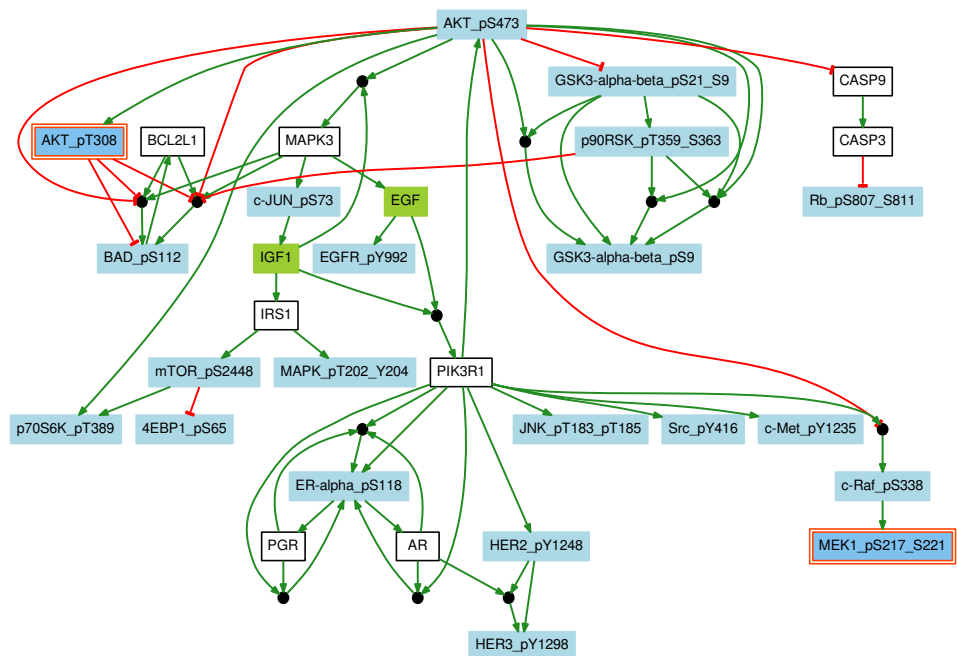 AKT_pS473
GSK3-alpha-beta_pS21_S9
CASP9
AKT_pT308
BCL2L1
MAPK3
p90RSK_pT359_S363
CASP3
c-JUN_pS73
EGF
Rb_pS807_S811
BAD_pS112
IGF1
EGFR_pY992
GSK3-alpha-beta_pS9
IRS1
mTOR_pS2448
MAPK_pT202_Y204
PIK3R1
p70S6K_pT389
4EBP1_pS65
JNK_pT183_pT185
Src_pY416
c-Met_pY1235
ER-alpha_pS118
c-Raf_pS338
PGR
AR
HER2_pY1248
MEK1_pS217_S221
HER3_pY1298